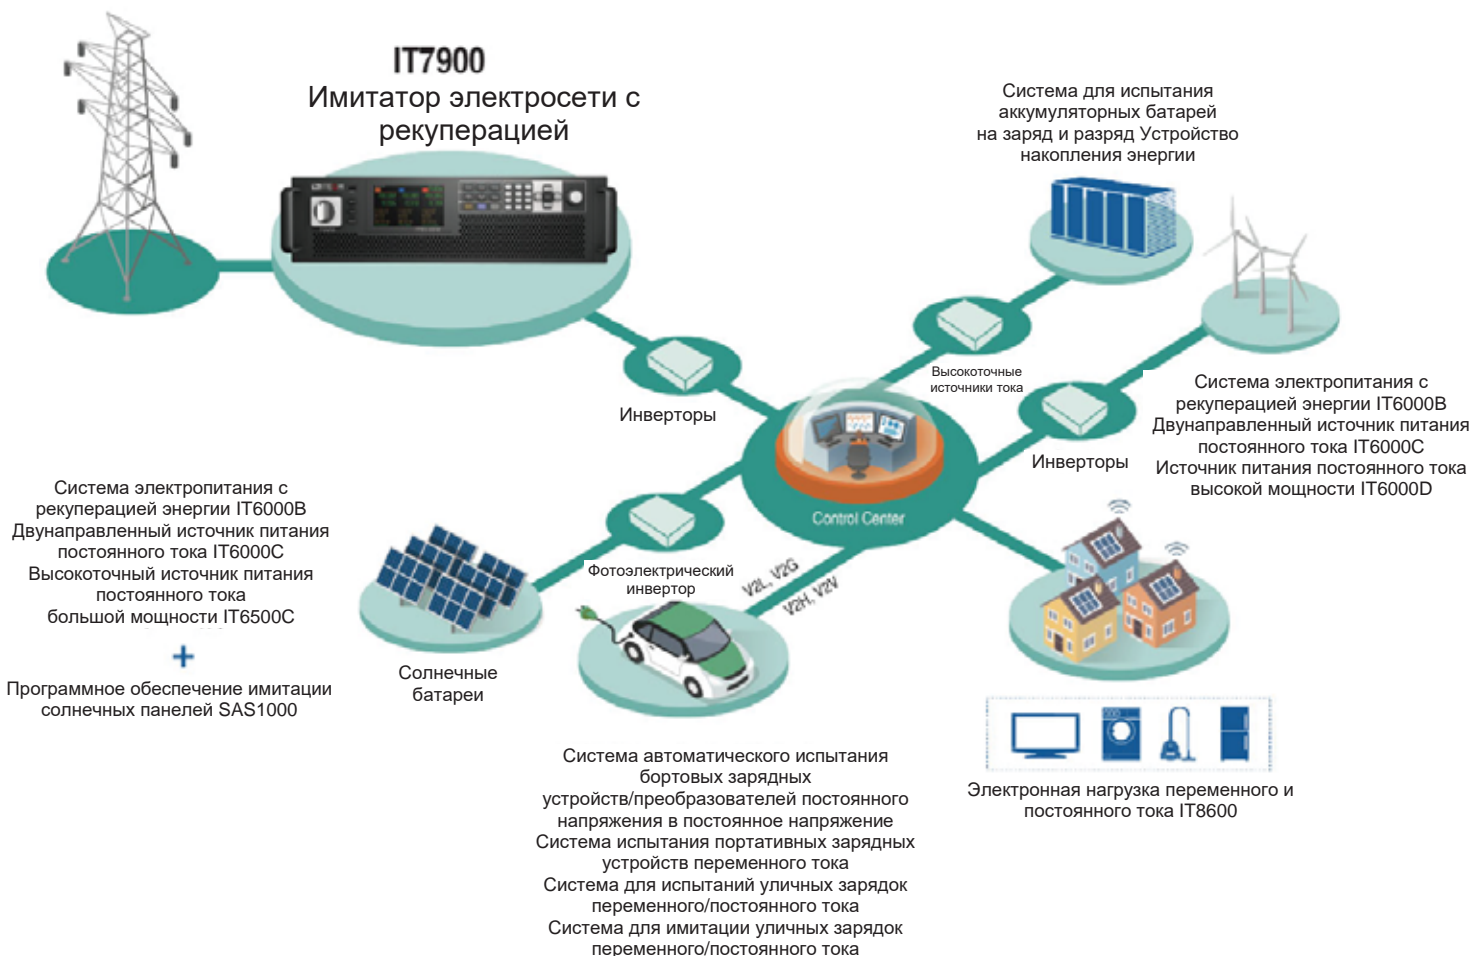 IT7900
Имитатор электросети с
рекуперацией
Система для испытания
аккумуляторных батарей
на заряд и разряд Устройство
накопления энергии
Высокоточные
источники тока
Инверторы
Система электропитания с
рекуперацией энергии IT6000B
Двунаправленный источник питания
постоянного тока IT6000C
Источник питания постоянного тока
высокой мощности IT6000D
Инверторы
Control Center
Система электропитания с
рекуперацией энергии IT6000B
Двунаправленный источник питания
постоянного тока IT6000C
Высокоточный источник питания
постоянного тока
большой мощности IT6500C
+
Программное обеспечение имитации
солнечных панелей SAS1000
Фотоэлектрический
инвертор
V2L, V2G
V2H, V2V
Солнечные
батареи
Система автоматического испытания
бортовых зарядных
устройств/преобразователей постоянного
напряжения в постоянное напряжение
Система испытания портативных зарядных
устройств переменного тока
Система для испытаний уличных зарядок
переменного/постоянного тока
Система для имитации уличных зарядок
переменного/постоянного тока
Электронная нагрузка переменного и
постоянного тока IT8600